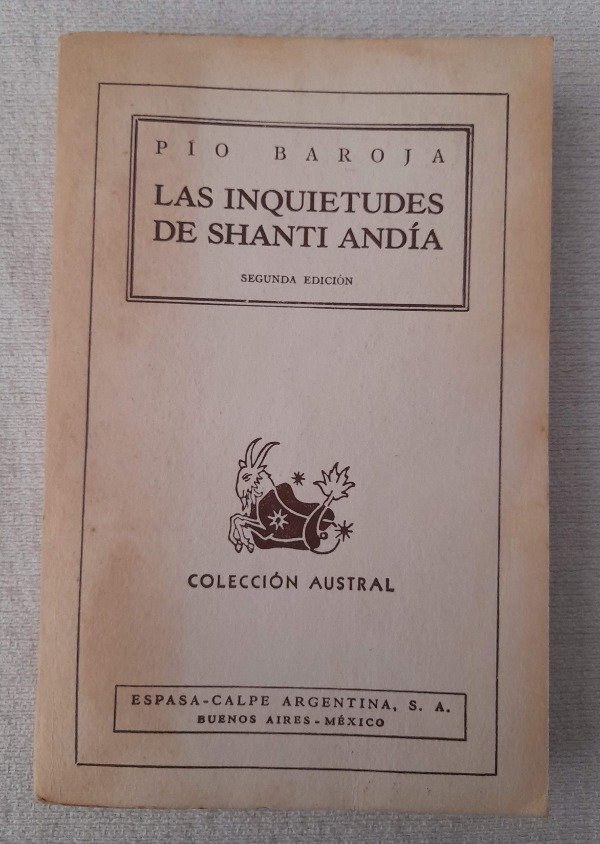 PÍO BAROJA
LAS INQUIETUDES
DE SHANTI ANDÍA
SEGUNDA EDICIÓN
COLECCIÓN AUSTRAL
ESPASA-CALPE ARGENTINA, S. A.
BUENOS AIRES - MÉXICO